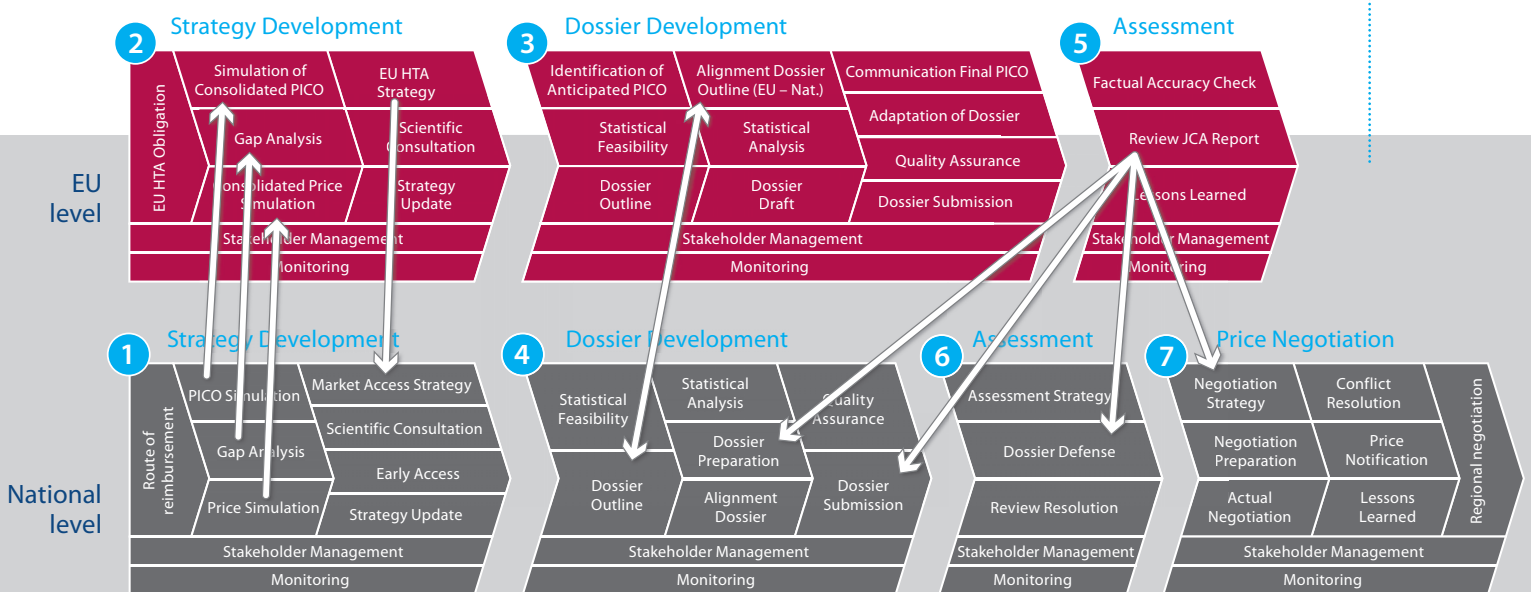 Strategy Development
Dossier Development
Assessment
2
3
5
EU
level
EU HTA Obligation
Simulation of
Consolidated PICO
EU HTA
Strategy
Gap Analysis
Scientific
Consultation
Consolidated Price
Simulation
Strategy
Update
Stakeholder Management
Monitoring
Identification of
Anticipated PICO
Alignment Dossier
Outline (EU – Nat.)
Communication Final PICO
Adaptation of Dossier
Statistical
Feasibility
Statistical
Analysis
Quality Assurance
Dossier
Outline
Dossier
Draft
Dossier Submission
Stakeholder Management
Monitoring
Factual Accuracy Check
Review JCA Report
Lessons Learned
Stakeholder Management
Monitoring
Strategy Development
Dossier Development
Assessment
Price Negotiation
1
4
6
7
National
level
Route of
reimbursement
PICO Simulation
Market Access Strategy
Gap Analysis
Scientific Consultation
Early Access
Price Simulation
Strategy Update
Stakeholder Management
Monitoring
Statistical
Feasibility
Statistical
Analysis
Quality
Assurance
Dossier
Preparation
Dossier
Outline
Alignment
Dossier
Dossier
Submission
Stakeholder Management
Monitoring
Assessment Strategy
Dossier Defense
Review Resolution
Stakeholder Management
Monitoring
Negotiation
Strategy
Conflict
Resolution
Negotiation
Preparation
Price
Notification
Actual
Negotiation
Lessons
Learned
Regional negotiation
Stakeholder Management
Monitoring